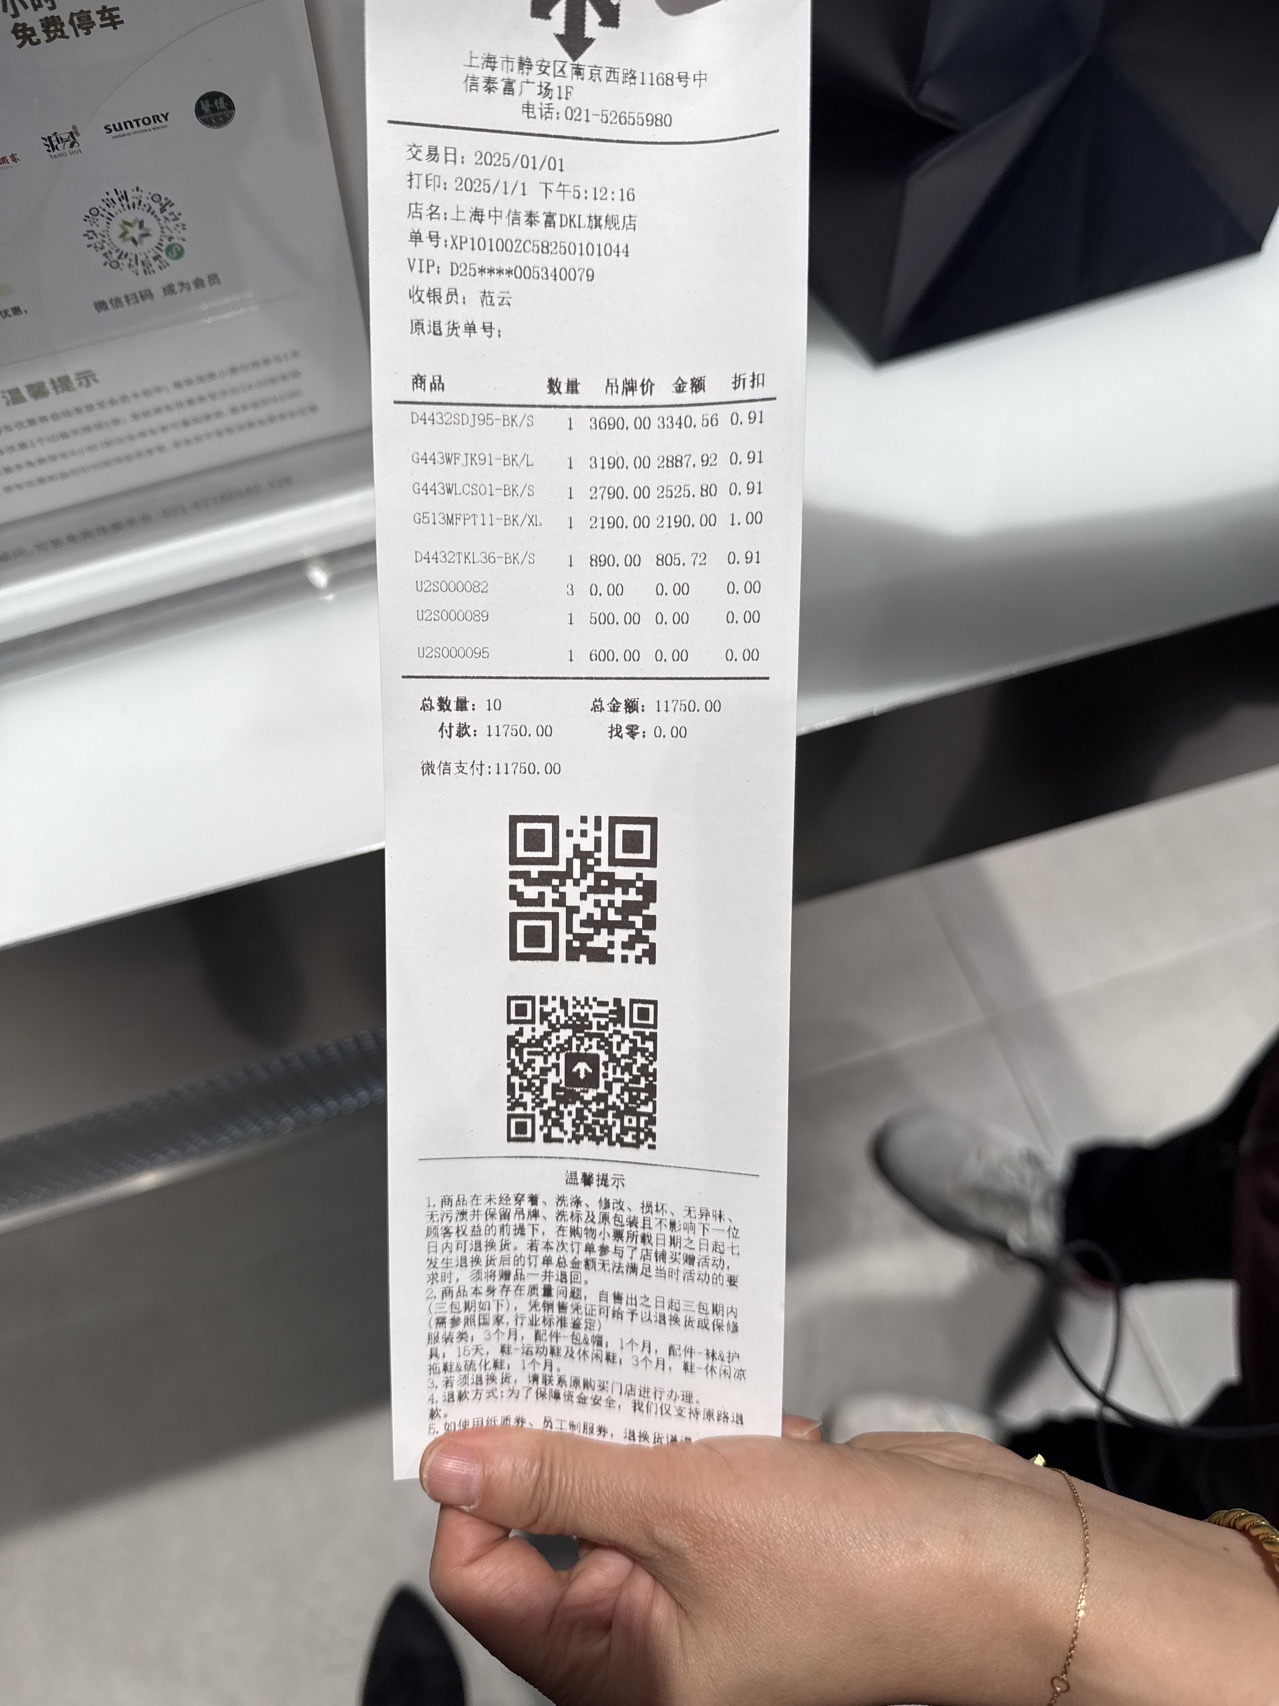 小时
免费停车
SUNTORY
微信扫码 成为会员
温馨提示
上海市静安区南京西路1168号中
信泰富广场1F
电话:021-52655980
交易日: 2025/01/01
打印: 2025/1/1 下午5:12:16
店名:上海中信泰富DKL旗舰店
单号:XP10100ZC58250101044
VIP: D25****005340079
收银员: 范云
原退货单号:
商品 数量 吊牌价 金额 折扣
D4432SDJ95-BK/S 1 3690.00 3340.56 0.91
G443WFJK91-BK/L 1 3190.00 2887.92 0.91
G443WLCS01-BK/S 1 2790.00 2525.80 0.91
G513MFPT11-BK/XL 1 2190.00 2190.00 1.00
D4432TKL36-BK/S 1 890.00 805.72 0.91
U2S000082 3 0.00 0.00 0.00
U2S000089 1 500.00 0.00 0.00
U2S000095 1 600.00 0.00 0.00
总数量: 10 总金额: 11750.00
付款: 11750.00 找零: 0.00
微信支付:11750.00
温馨提示
1.商品在未经穿着、洗涤、修改、损坏、无异味、
无污渍并保留吊牌、洗标及原包装且不影响下一位
顾客权益的前提下，在购物小票所载日期之日起七
日内可退换货。若本次订单参与了店铺买赠活动，
发生退换货后的订单总金额无法满足当时活动的要
求时，须将赠品一并退回。
2.商品本身存在质量问题，自售出之日起三包期内
(三包期如下)，凭销售凭证可给予以退换货或保修
(需参照国家,行业标准鉴定)
服装类：3个月，配件-包&帽：1个月，配件-袜&护
具：15天，鞋-运动鞋及休闲鞋：3个月，鞋-休闲凉
拖鞋&硫化鞋：1个月。
3.若须退换货，请联系原购买门店进行办理。
4.退款方式:为了保障资金安全，我们仅支持原路退
款。
5.如使用纸质券、员工制服券，退换货